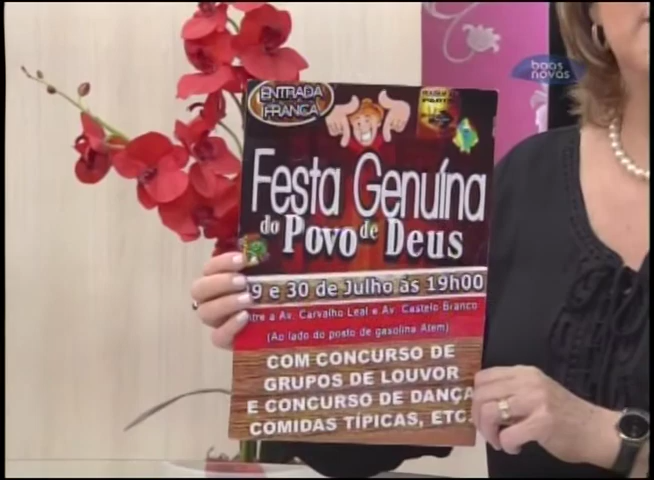 ENTRADA
FRANCA
boas
novas
Festa Genuína
do Povo de Deus
9 e 30 de Julho ás 19h00
ntre a Av. Carvalho Leal e Av. Castelo Branco
(Ao lado do posto de gasolina Atem)
COM CONCURSO DE
GRUPOS DE LOUVOR
E CONCURSO DE DANÇA
COMIDAS TÍPICAS, ETC.